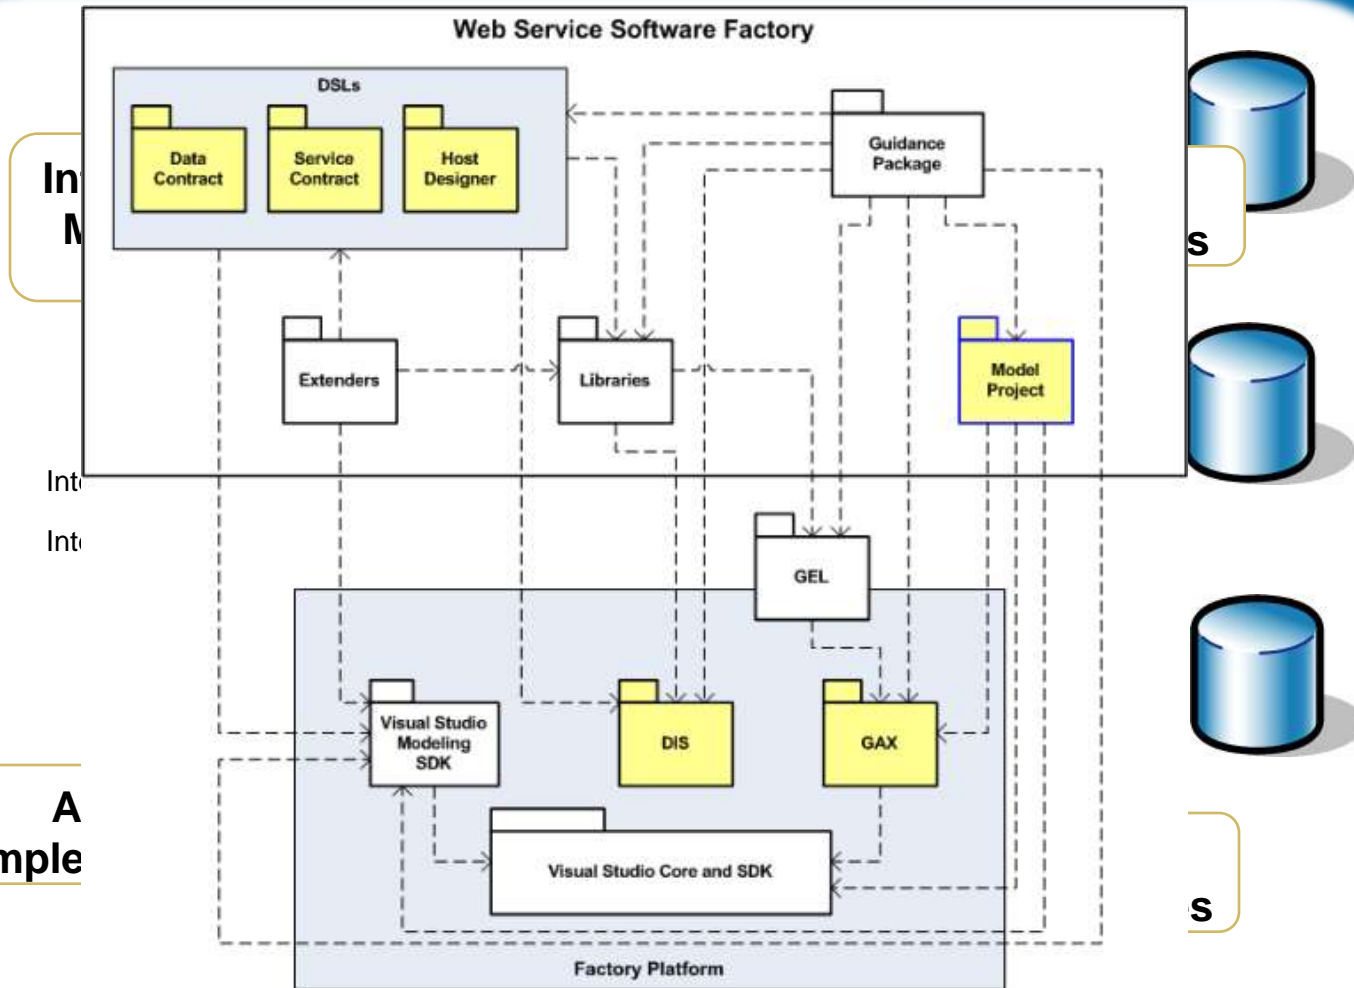 Web Service Software Factory
DSLs
Data
Contract
Service
Contract
Host
Designer
Guidance
Package
s
Extenders
Libraries
Model
Project
GEL
Visual Studio
Modeling
SDK
DIS
GAX
A
Visual Studio Core and SDK
Factory Platform